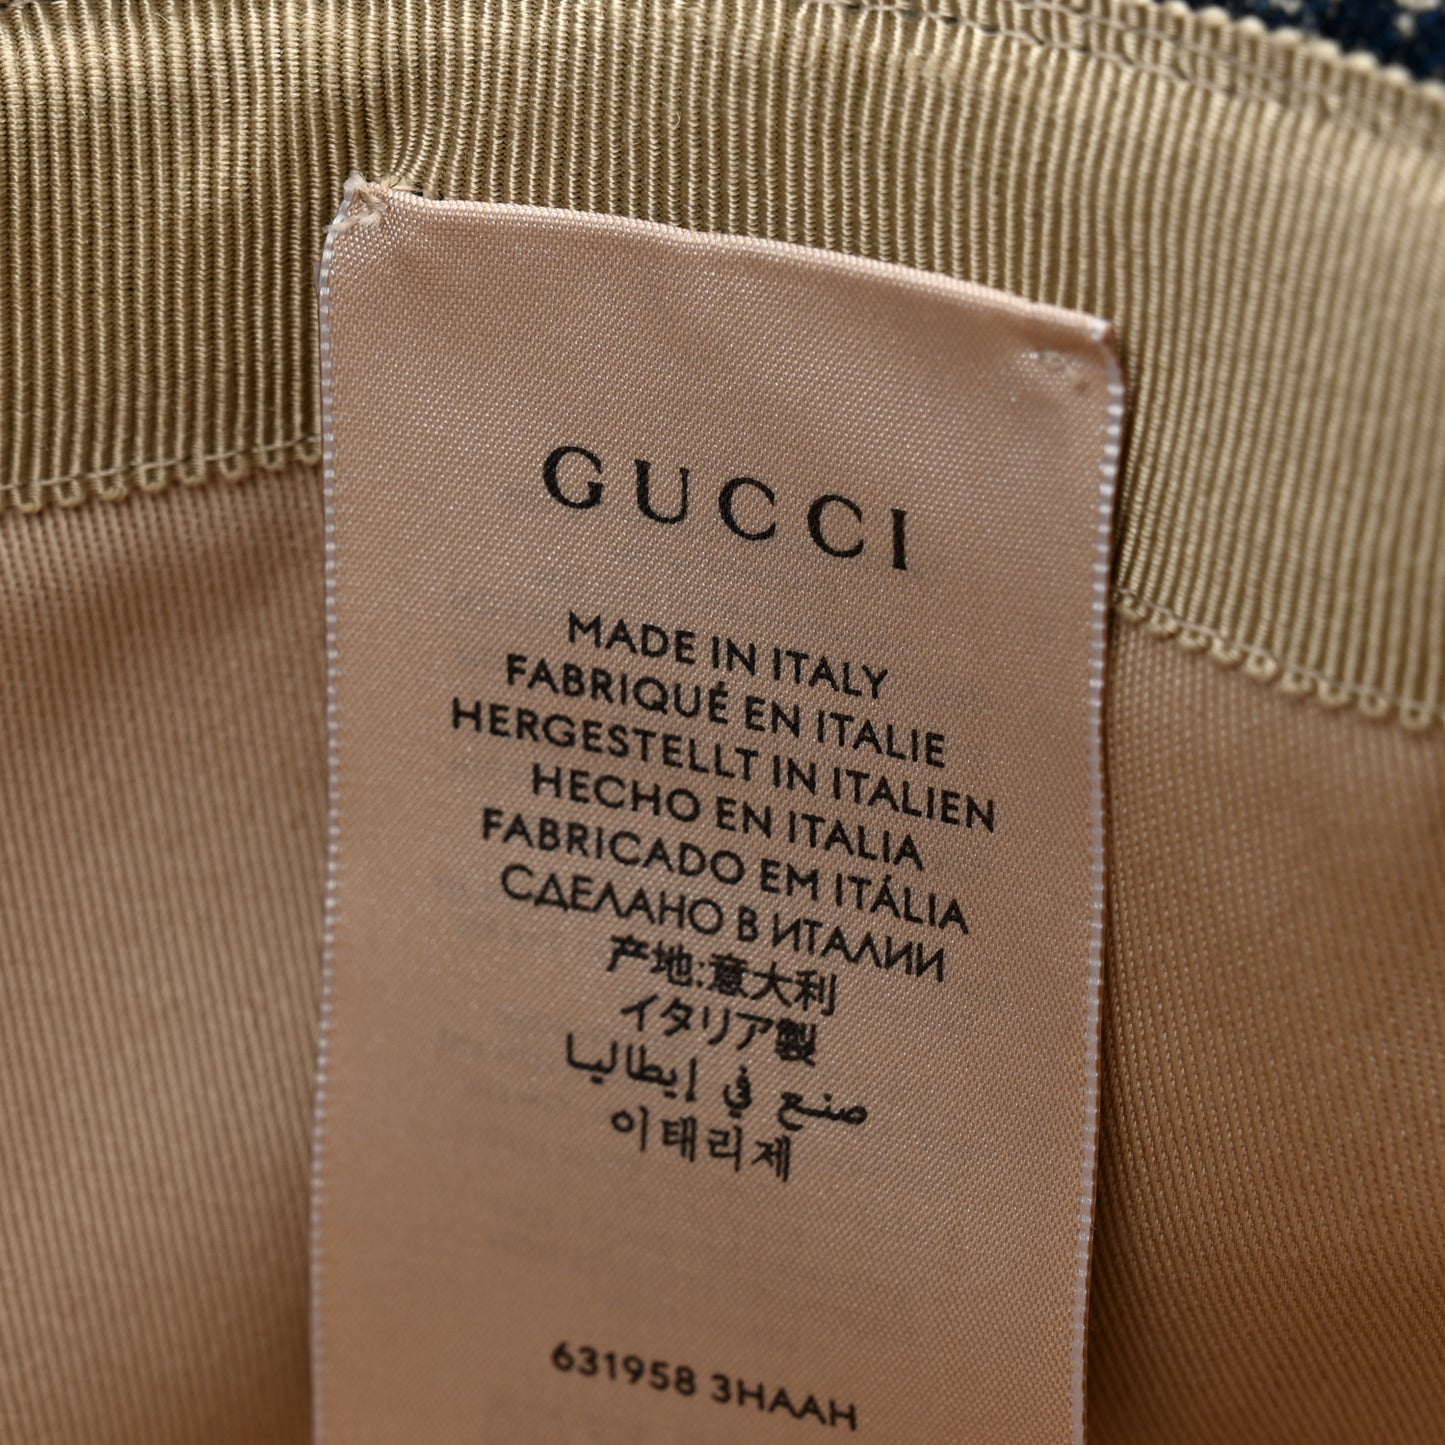 GUCCI
MADE IN ITALY
FABRIQUÉ EN ITALIE
HERGESTELLT IN ITALIEN
HECHO EN ITALIA
FABRICADO EM ITÁLIA
СДЕЛАНО В ИТАЛИИ
产地:意大利
イタリア製
صنع في إيطاليا
이태리제
631958 3HAAH